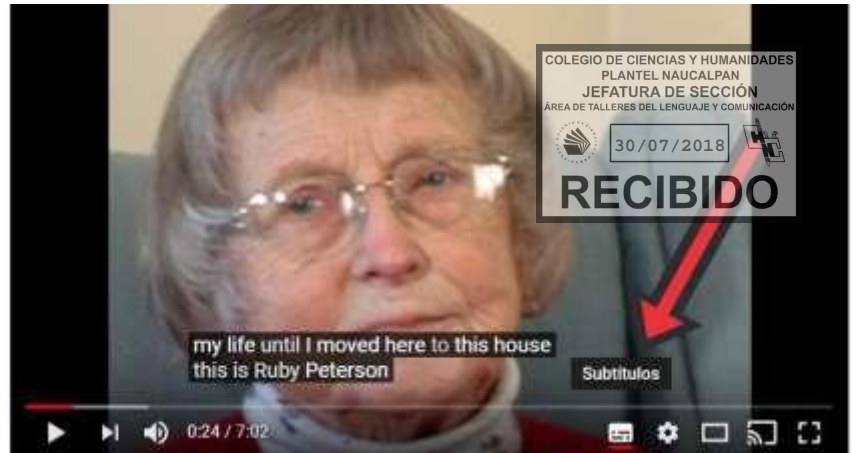 COLEGIO DE CIENCIAS Y HUMANIDADES
PLANTEL NAUCALPAN
JEFATURA DE SECCIÓN
ÁREA DE TALLERES DEL LENGUAJE Y COMUNICACIÓN
30/07/2018
RECIBIDO
my life until I moved here to this house
this is Ruby Peterson
Subtítulos
0:24 / 7:02